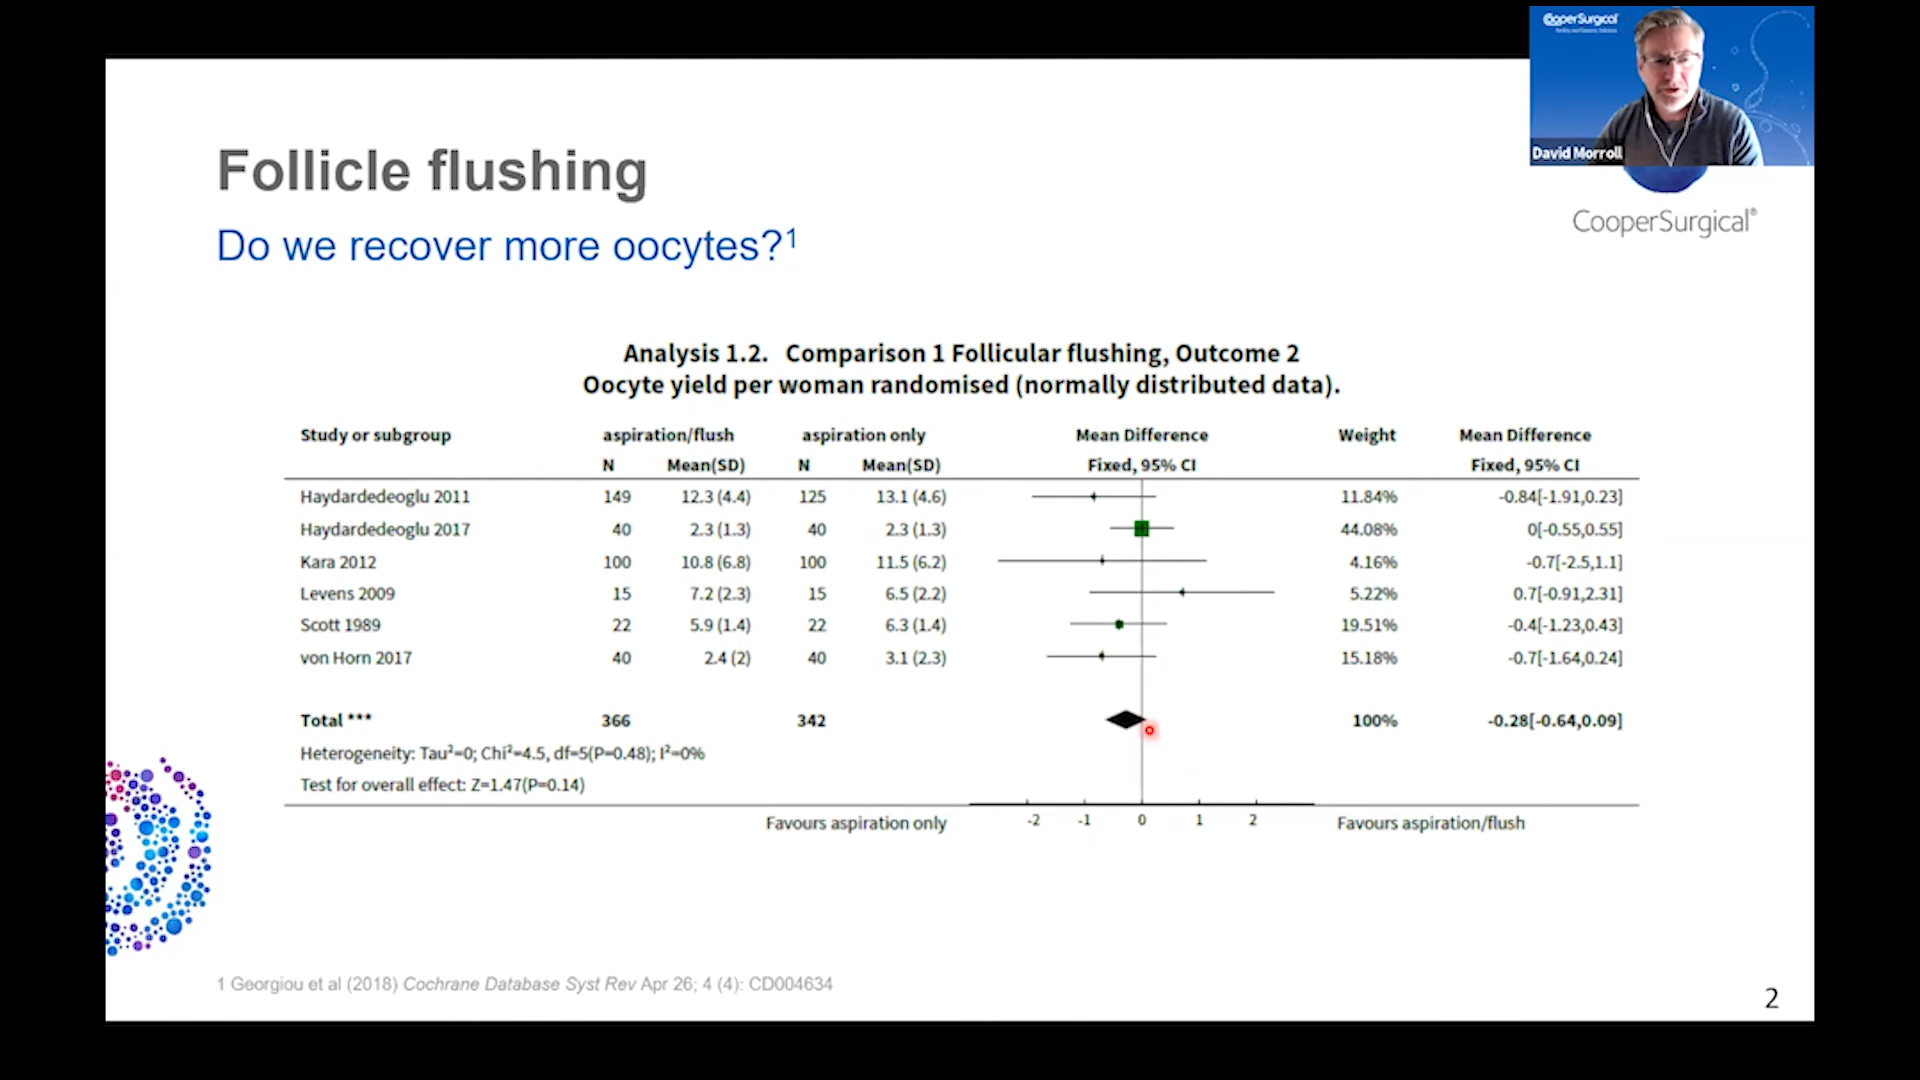 CooperSurgical
David Morroll
Follicle flushing
CooperSurgical®
Do we recover more oocytes?¹
Analysis 1.2. Comparison 1 Follicular flushing, Outcome 2
Oocyte yield per woman randomised (normally distributed data).
Study or subgroup aspiration/flush aspiration only Mean Difference Weight Mean Difference
N Mean(SD) N Mean(SD) Fixed, 95% CI Fixed, 95% CI
Haydardedeoglu 2011 149 12.3 (4.4) 125 13.1 (4.6) 11.84% -0.84[-1.91,0.23]
Haydardedeoglu 2017 40 2.3 (1.3) 40 2.3 (1.3) 44.08% 0[-0.55,0.55]
Kara 2012 100 10.8 (6.8) 100 11.5 (6.2) 4.16% -0.7[-2.5,1.1]
Levens 2009 15 7.2 (2.3) 15 6.5 (2.2) 5.22% 0.7[-0.91,2.31]
Scott 1989 22 5.9 (1.4) 22 6.3 (1.4) 19.51% -0.4[-1.23,0.43]
von Horn 2017 40 2.4 (2) 40 3.1 (2.3) 15.18% -0.7[-1.64,0.24]
Total *** 366 342 100% -0.28[-0.64,0.09]
Heterogeneity: Tau²=0; Chi²=4.5, df=5(P=0.48); I²=0%
Test for overall effect: Z=1.47(P=0.14)
Favours aspiration only -2 -1 0 1 2 Favours aspiration/flush
1 Georgiou et al (2018) Cochrane Database Syst Rev Apr 26; 4 (4): CD004634
2